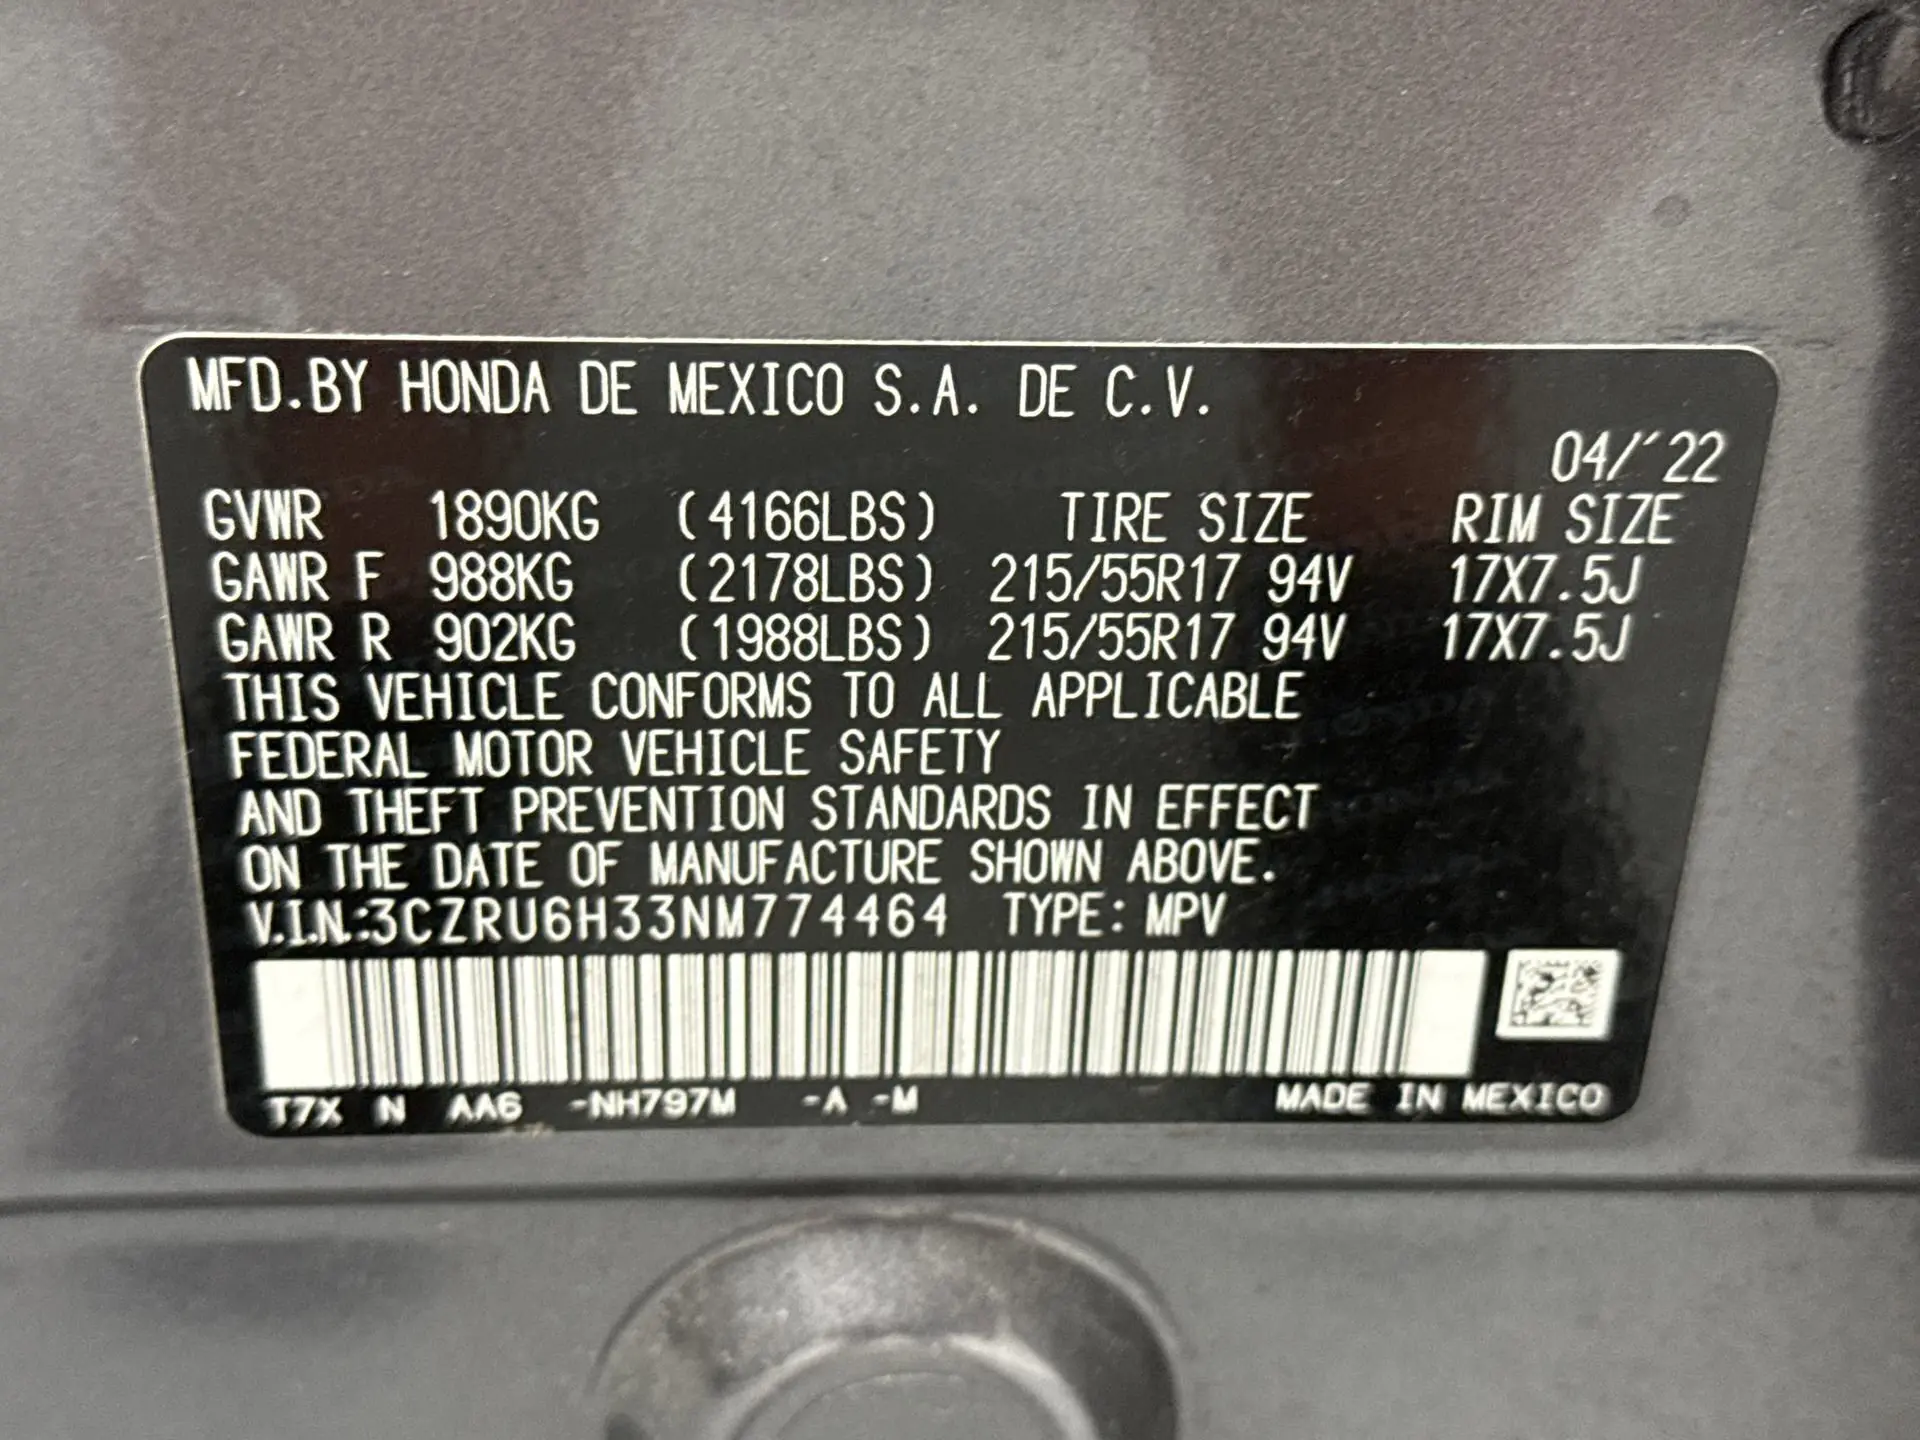 MFD.BY HONDA DE MEXICO S.A. DE C.V.
04/´22
GVWR 1890KG (4166LBS) TIRE SIZE RIM SIZE
GAWR F 988KG (2178LBS) 215/55R17 94V 17X7.5J
GAWR R 902KG (1988LBS) 215/55R17 94V 17X7.5J
THIS VEHICLE CONFORMS TO ALL APPLICABLE
FEDERAL MOTOR VEHICLE SAFETY
AND THEFT PREVENTION STANDARDS IN EFFECT
ON THE DATE OF MANUFACTURE SHOWN ABOVE.
V.I.N.:3CZRU6H33NM774464 TYPE:MPV
T7X N AA6 -NH797M -A -M MADE IN MEXICO